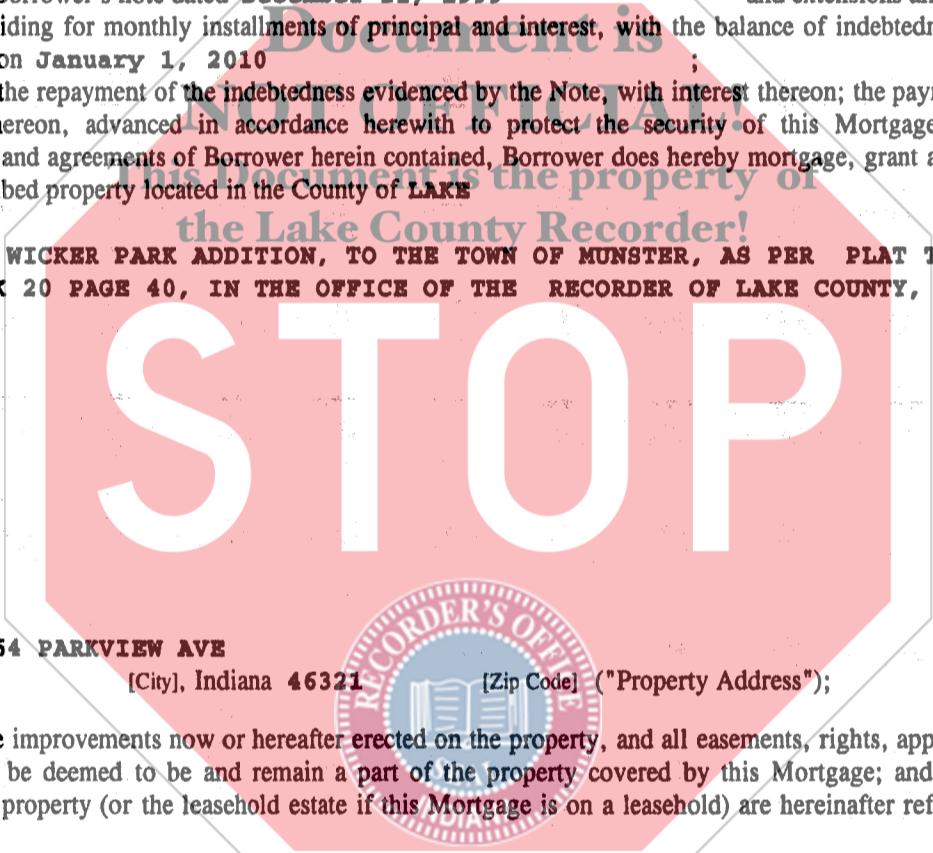 Borrower's note dated
iding for monthly installments of principal and interest, with the balance of indebtedn
on January 1, 2010 ;
the repayment of the indebtedness evidenced by the Note, with interest thereon; the payn
ereon, advanced in accordance herewith to protect the security of this Mortgage
and agreements of Borrower herein contained, Borrower does hereby mortgage, grant a
bed property located in the County of LAKE
WICKER PARK ADDITION, TO THE TOWN OF MUNSTER, AS PER PLAT T
K 20 PAGE 40, IN THE OFFICE OF THE RECORDER OF LAKE COUNTY,
54 PARKVIEW AVE
[City], Indiana 46321 [Zip Code] ("Property Address");
e improvements now or hereafter erected on the property, and all easements, rights, app
be deemed to be and remain a part of the property covered by this Mortgage; and
property (or the leasehold estate if this Mortgage is on a leasehold) are hereinafter ref
Document is
NOT OFFICIAL!
This Document is the property of
the Lake County Recorder!
STOP
RECORDER'S OFFICE
SEAL
INDIANA